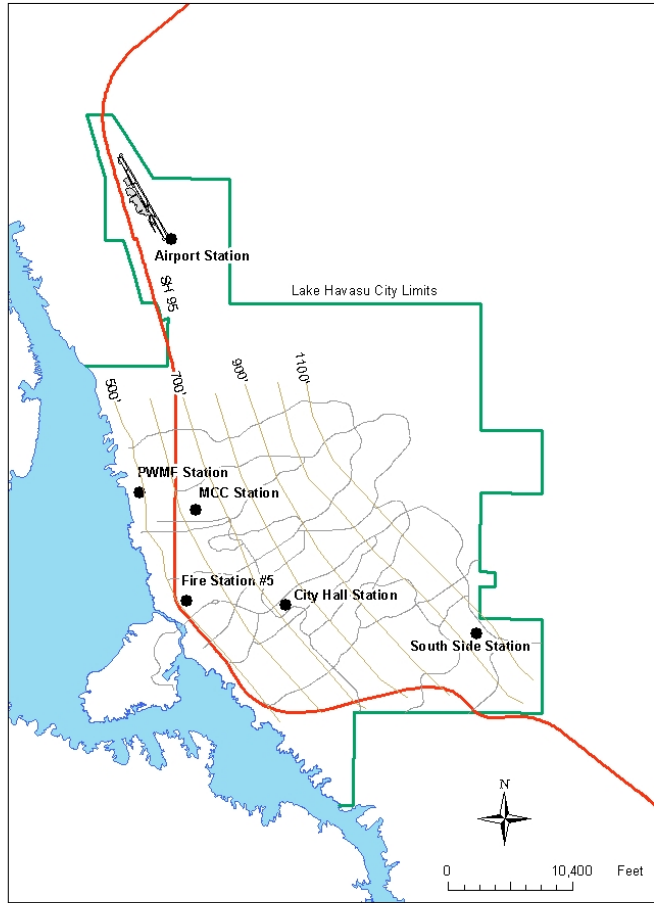 Airport Station
SH 95
Lake Havasu City Limits
500'
700'
900'
1100'
PWMF Station
MCC Station
Fire Station #5
City Hall Station
South Side Station
N
0 10,400 Feet